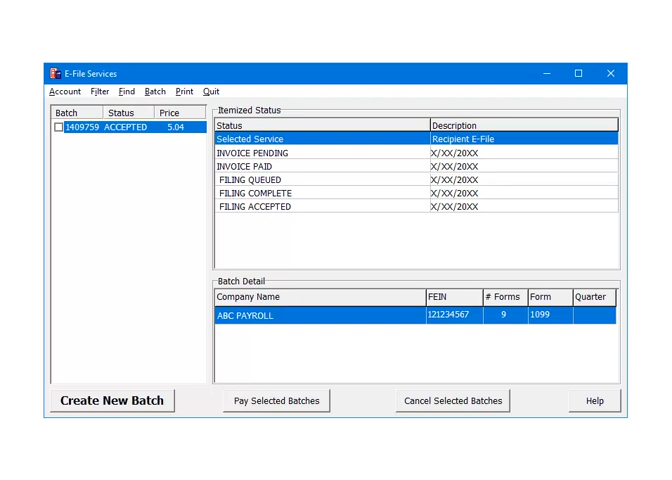 E-File Services
Account Filter Find Batch Print Quit
Batch Status Price
1409759 ACCEPTED 5.04
Itemized Status
Status Description
Selected Service Recipient E-File
INVOICE PENDING X/XX/20XX
INVOICE PAID X/XX/20XX
FILING QUEUED X/XX/20XX
FILING COMPLETE X/XX/20XX
FILING ACCEPTED X/XX/20XX
Batch Detail
Company Name FEIN # Forms Form Quarter
ABC PAYROLL 121234567 9 1099
Create New Batch Pay Selected Batches Cancel Selected Batches Help